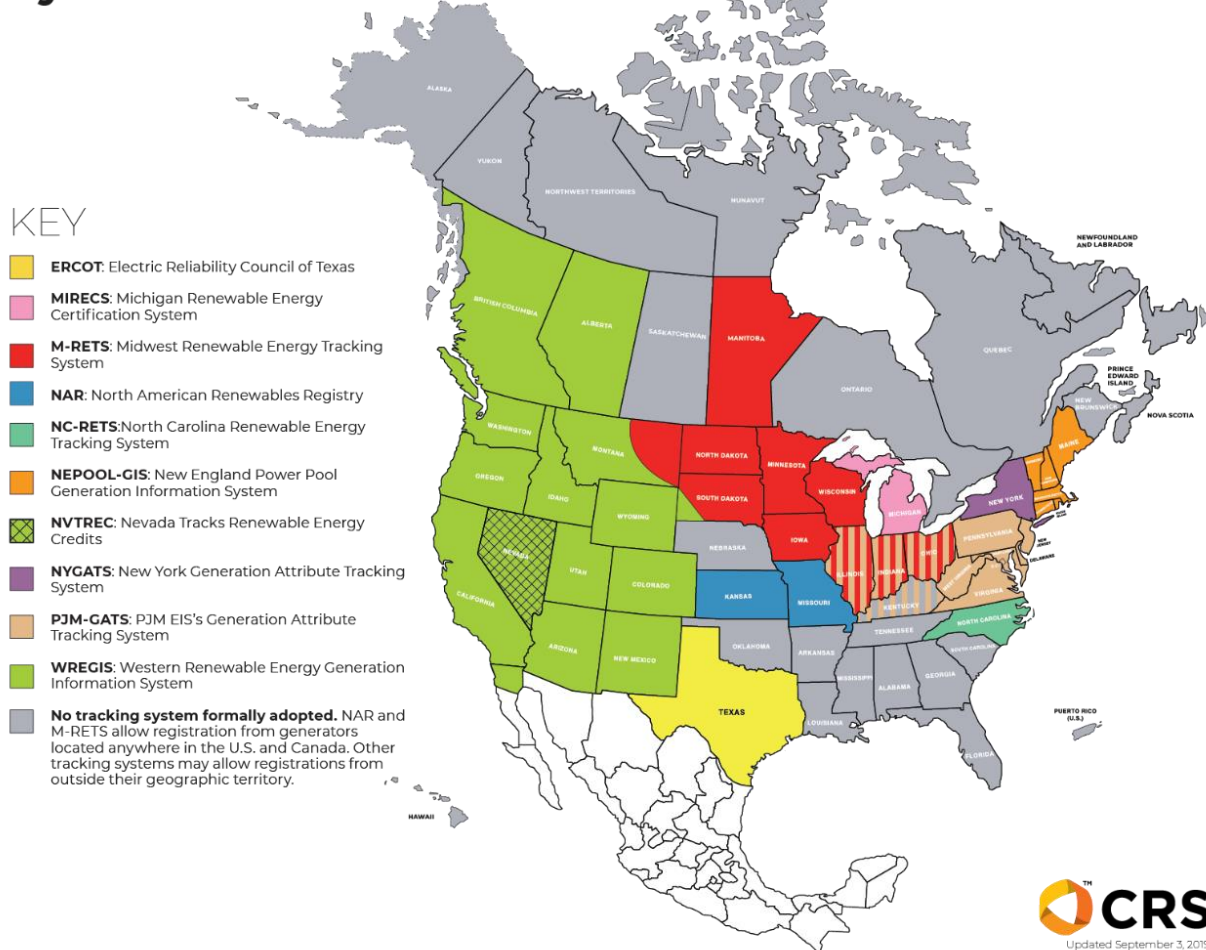 KEY
ERCOT: Electric Reliability Council of Texas
MIRECS: Michigan Renewable Energy
Certification System
M-RETS: Midwest Renewable Energy Tracking
System
NAR: North American Renewables Registry
NC-RETS:North Carolina Renewable Energy
Tracking System
NEPOOL-GIS: New England Power Pool
Generation Information System
NVTREC: Nevada Tracks Renewable Energy
Credits
NYGATS: New York Generation Attribute Tracking
System
PJM-GATS: PJM EIS's Generation Attribute
Tracking System
WREGIS: Western Renewable Energy Generation
Information System
No tracking system formally adopted. NAR and
M-RETS allow registration from generators
located anywhere in the U.S. and Canada. Other
tracking systems may allow registrations from
outside their geographic territory.
ALASKA
YUKON
NORTHWEST TERRITORIES
NUNAVUT
NEWFOUNDLAND
AND LABRADOR
BRITISH COLUMBIA
ALBERTA
SASKATCHEWAN
MANITOBA
ONTARIO
QUEBEC
PRINCE
EDWARD
ISLAND
NEW
BRUNSWICK
NOVA SCOTIA
WASHINGTON
MONTANA
NORTH DAKOTA
MINNESOTA
MAINE
OREGON
IDAHO
WYOMING
SOUTH DAKOTA
WISCONSIN
MICHIGAN
NEW YORK
NEVADA
UTAH
COLORADO
NEBRASKA
IOWA
ILLINOIS
INDIANA
OHIO
PENNSYLVANIA
NEW
JERSEY
DELAWARE
CALIFORNIA
KANSAS
MISSOURI
KENTUCKY
WEST VIRGINIA
VIRGINIA
ARIZONA
NEW MEXICO
OKLAHOMA
ARKANSAS
TENNESSEE
NORTH CAROLINA
SOUTH CAROLINA
TEXAS
LOUISIANA
MISSISSIPPI
ALABAMA
GEORGIA
FLORIDA
PUERTO RICO
(U.S.)
HAWAII
CRS
TM
Updated September 3, 2019